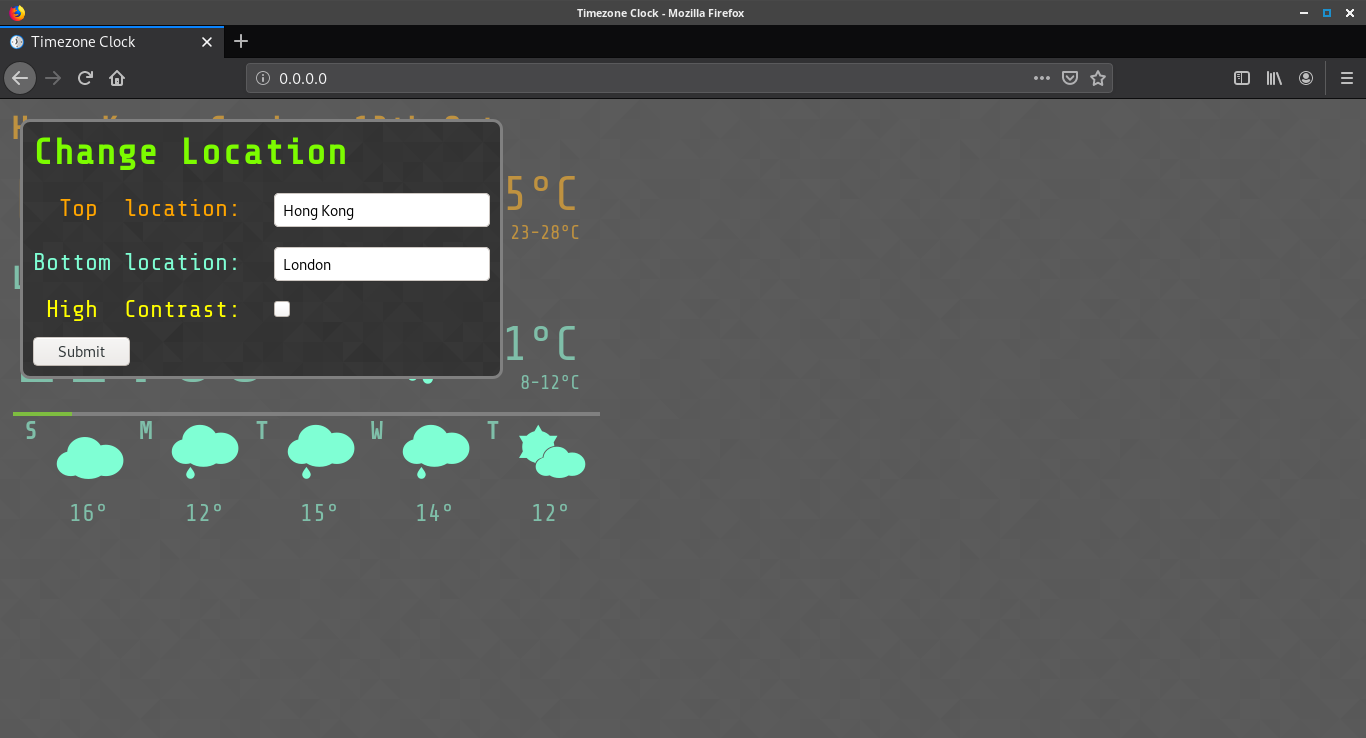 Timezone Clock - Mozilla Firefox
Timezone Clock
0.0.0.0
Change Location
Top location: Hong Kong
5°C
23-28°C
Bottom location: London
High Contrast:
1°C
Submit
8-12°C
S M T W T
16° 12° 15° 14° 12°